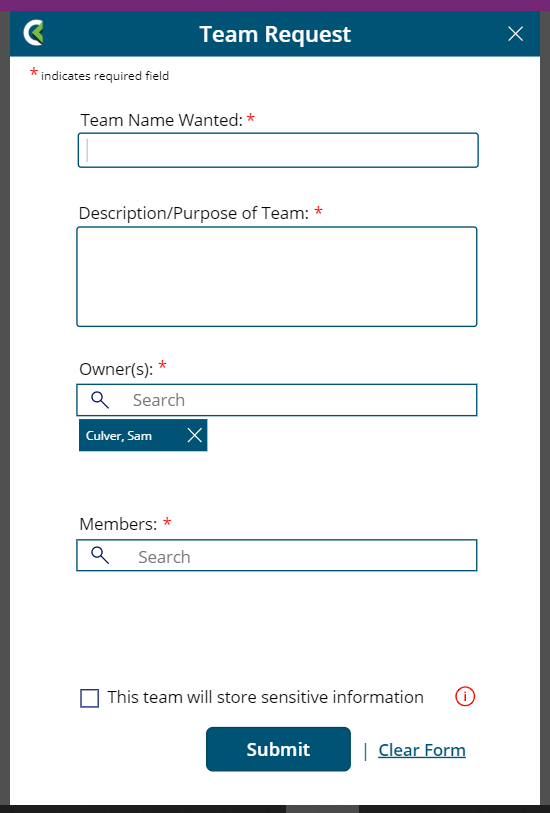 Team Request
* indicates required field
Team Name Wanted: *
Description/Purpose of Team: *
Owner(s): *
Search
Culver, Sam
Members: *
Search
This team will store sensitive information
Submit | Clear Form